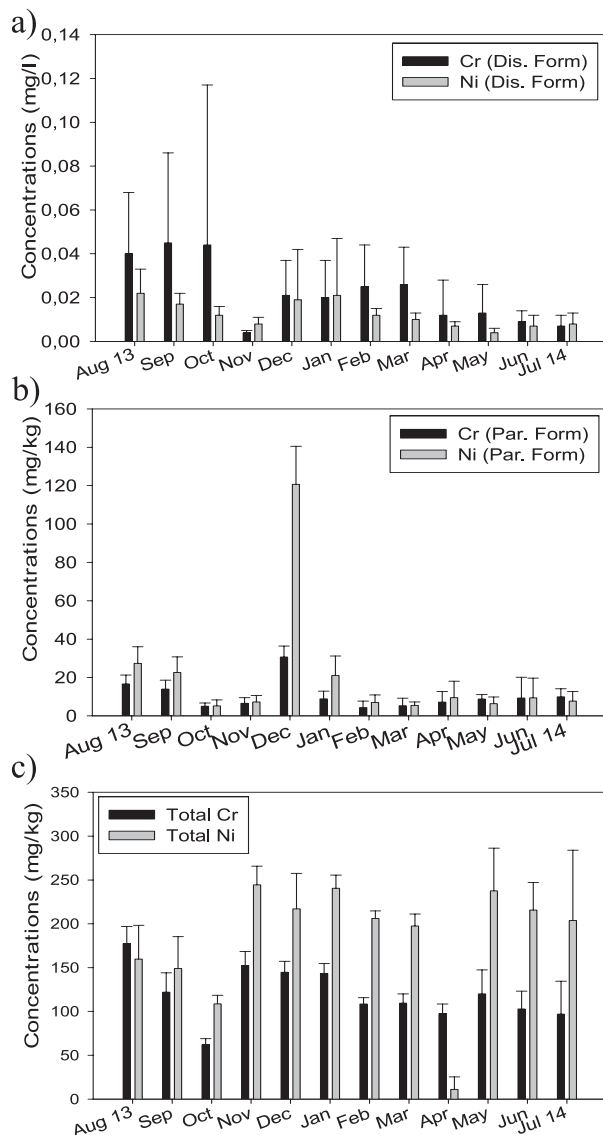 a)
0,14
0,12
0,10
0,08
0,06
0,04
0,02
0,00
Concentrations (mg/l)
Cr (Dis. Form)
Ni (Dis. Form)
Aug 13 Sep Oct Nov Dec Jan Feb Mar Apr May Jun Jul 14
b)
160
140
120
100
80
60
40
20
0
Concentrations (mg/kg)
Cr (Par. Form)
Ni (Par. Form)
Aug 13 Sep Oct Nov Dec Jan Feb Mar Apr May Jun Jul 14
c)
350
300
250
200
150
100
50
0
Concentrations (mg/kg)
Total Cr
Total Ni
Aug 13 Sep Oct Nov Dec Jan Feb Mar Apr May Jun Jul 14